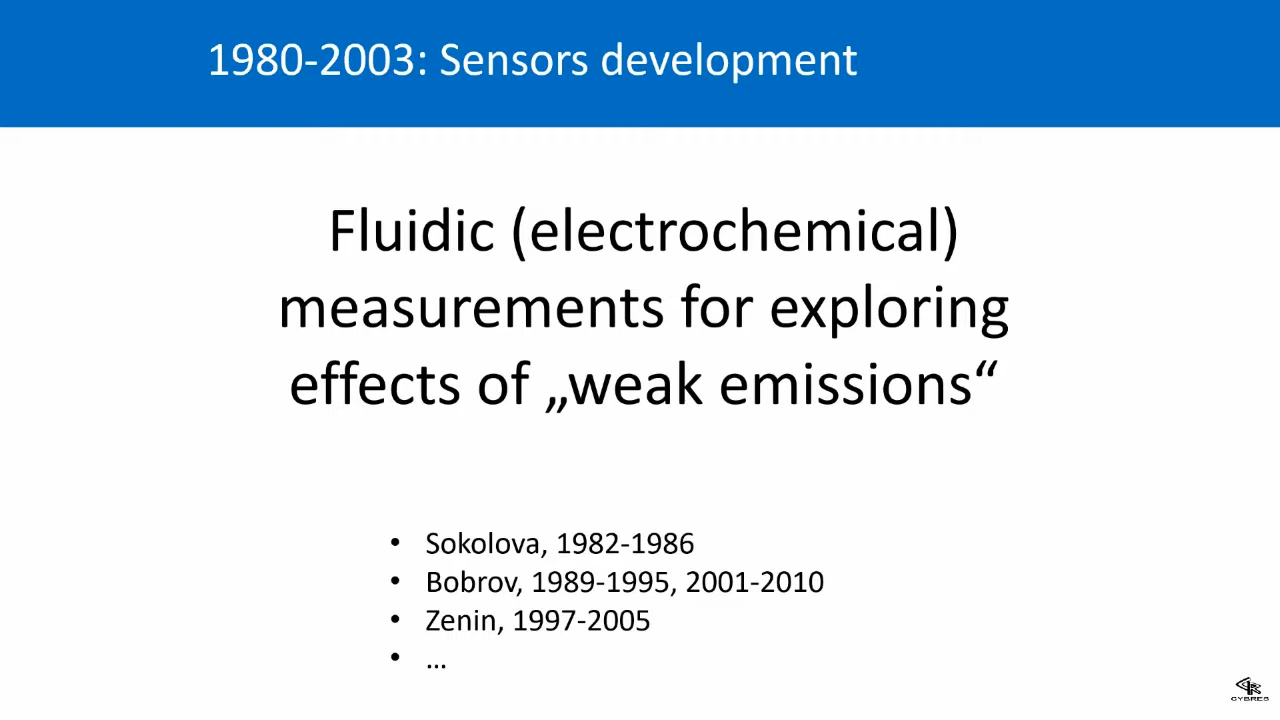 1980-2003: Sensors development
Fluidic (electrochemical)
measurements for exploring
effects of „weak emissions“
• Sokolova, 1982-1986
• Bobrov, 1989-1995, 2001-2010
• Zenin, 1997-2005
• …
CYBRES